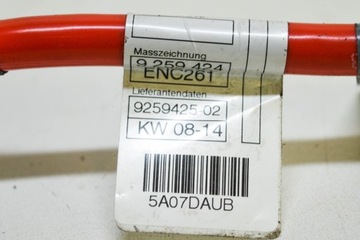 Masszeichnung
9 259 424
ENC261
Lieferantendaten
9259425-02
KW 08-14
5A07DAUB